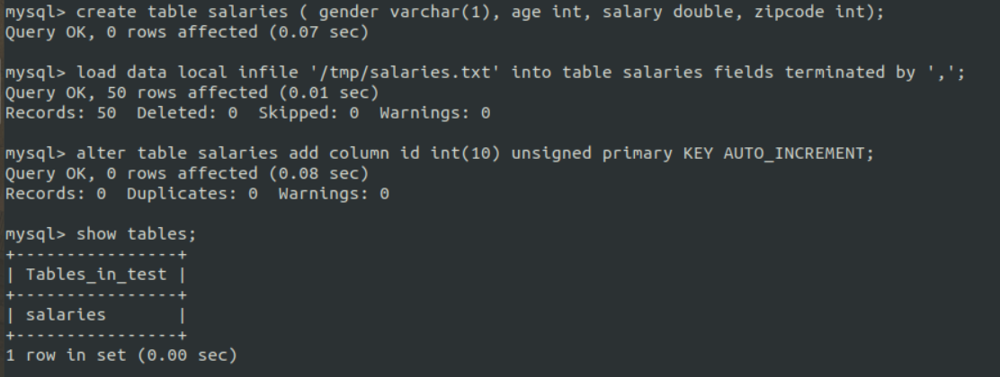 mysql> create table salaries ( gender varchar(1), age int, salary double, zipcode int);
Query OK, 0 rows affected (0.07 sec)
mysql> load data local infile '/tmp/salaries.txt' into table salaries fields terminated by ',';
Query OK, 50 rows affected (0.01 sec)
Records: 50  Deleted: 0  Skipped: 0  Warnings: 0
mysql> alter table salaries add column id int(10) unsigned primary KEY AUTO_INCREMENT;
Query OK, 0 rows affected (0.08 sec)
Records: 0  Duplicates: 0  Warnings: 0
mysql> show tables;
+----------------+
| Tables_in_test |
+----------------+
| salaries       |
+----------------+
1 row in set (0.00 sec)